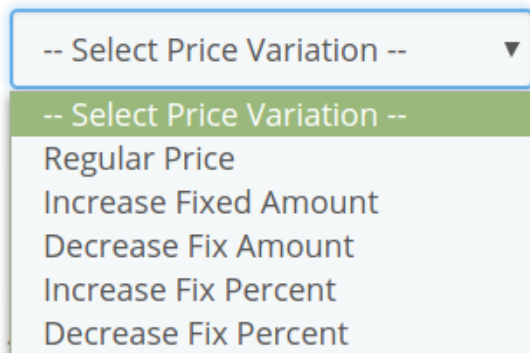 -- Select Price Variation --
-- Select Price Variation --
Regular Price
Increase Fixed Amount
Decrease Fix Amount
Increase Fix Percent
Decrease Fix Percent